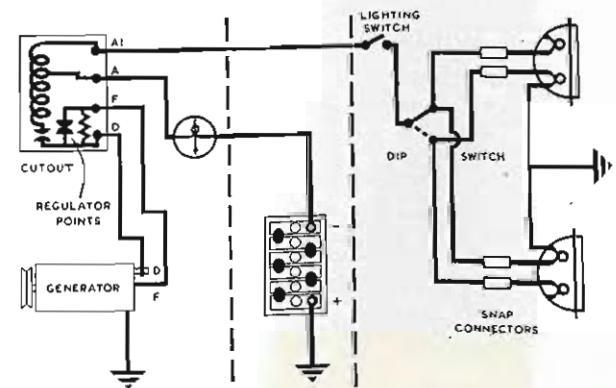 LIGHTING
SWITCH
A1
A
F
D
CUTOUT
REGULATOR
POINTS
DIP
SWITCH
-
+
GENERATOR
D
F
SNAP
CONNECTORS